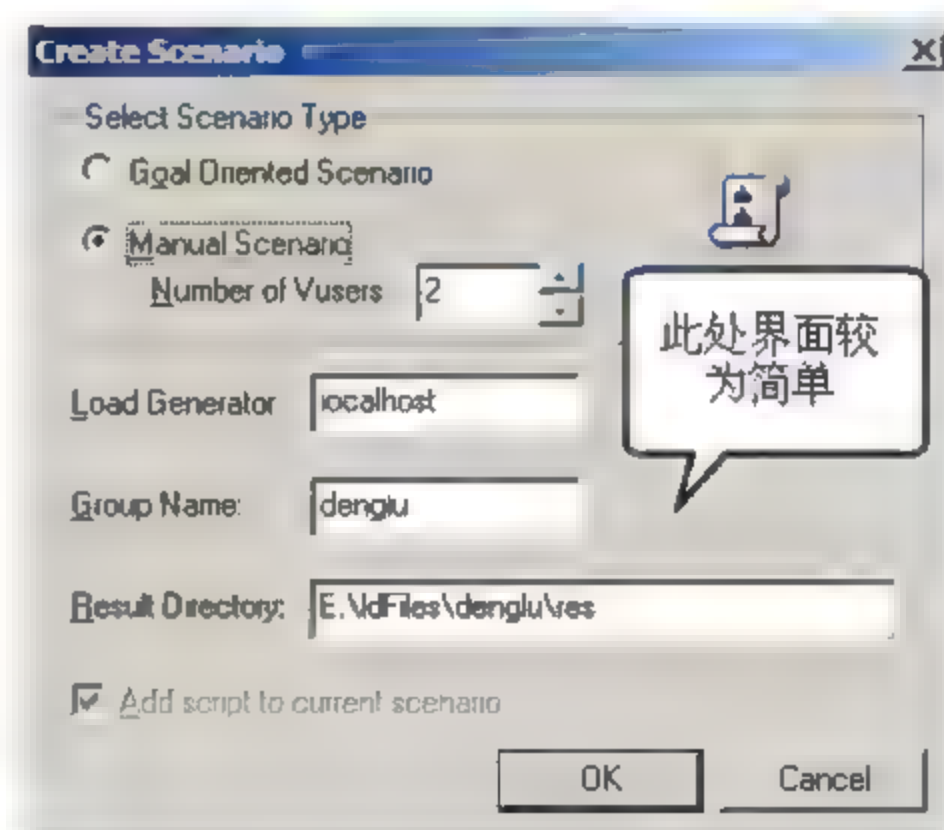 Create Scenario
Select Scenario Type
Goal Oriented Scenario
Manual Scenario
Number of Vusers 2
此处界面较
为简单
Load Generator localhost
Group Name: denglu
Result Directory: E:\ldFiles\denglu\res
Add script to current scenario
OK Cancel